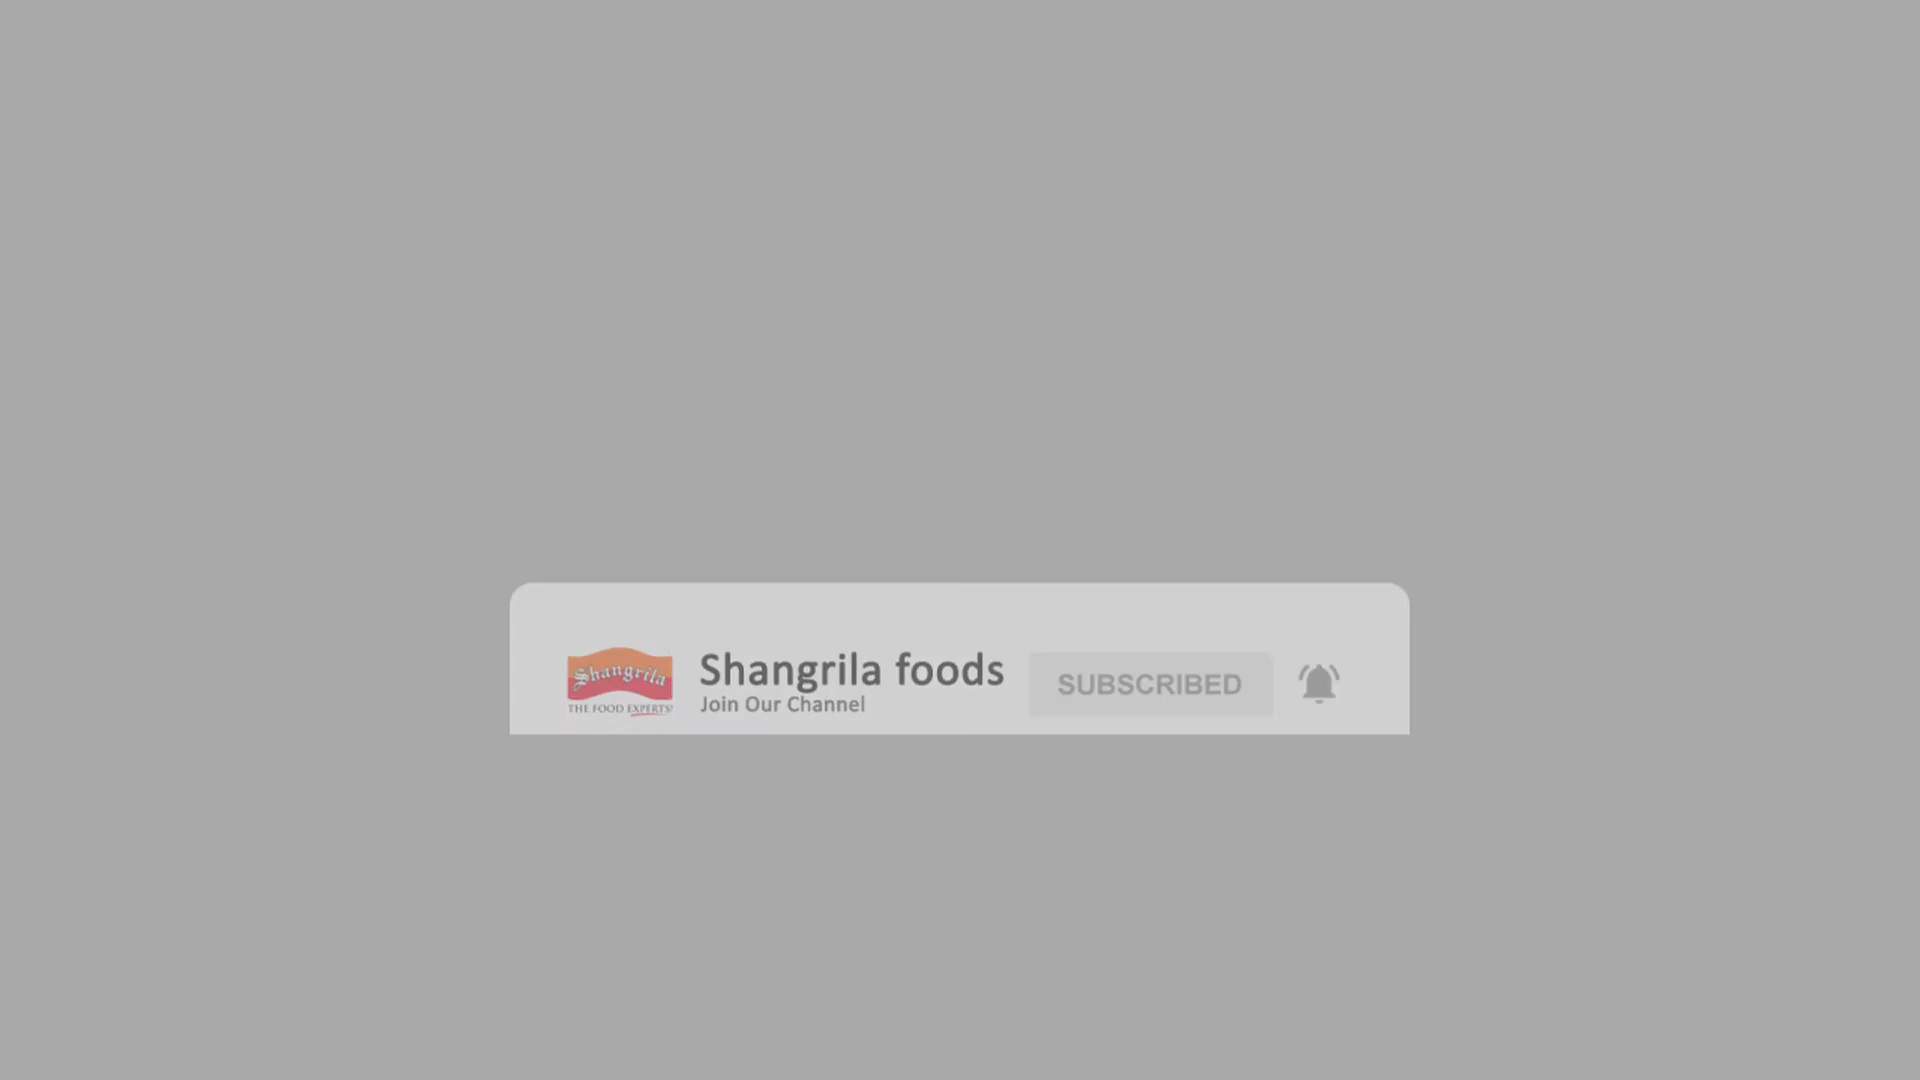 Shangrila
THE FOOD EXPERTS!
Shangrila foods
Join Our Channel
SUBSCRIBED